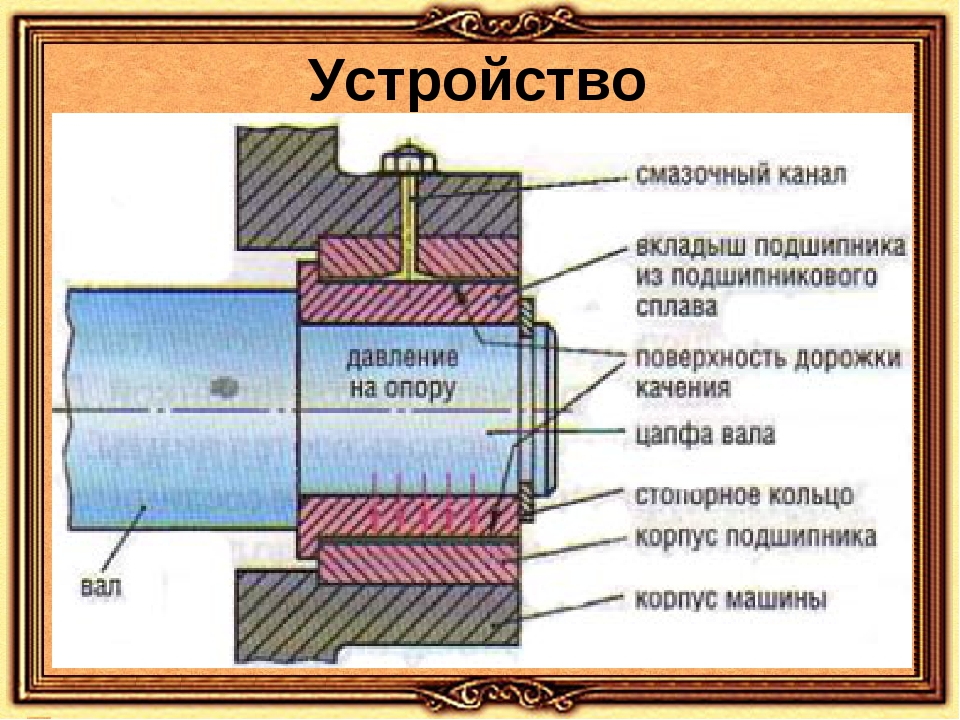 Устройство
смазочный канал
вкладыш подшипника
из подшипникового
сплава
давление
на опору
поверхность дорожки
качения
цапфа вала
стопорное кольцо
корпус подшипника
вал
корпус машины